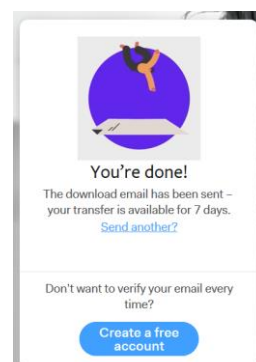 You're done!
The download email has been sent –
your transfer is available for 7 days.
Send another?
Don't want to verify your email every
time?
Create a free
account